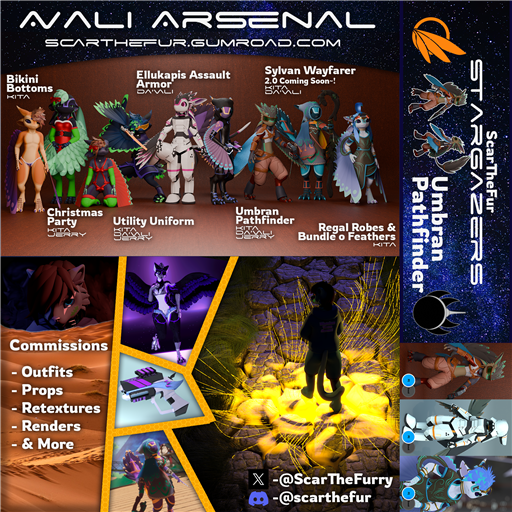 AVALI ARSENAL
SCARTHEFUR.GUMROAD.COM
Bikini
Bottoms
KITA
Ellukapis Assault
Armor
DAVALI
Sylvan Wayfarer
2.0 Coming Soon~!
KITA
DAVALI
Christmas
Party
KITA
JERRY
Utility Uniform
KITA
DAVALI
JERRY
Umbran
Pathfinder
KITA
DAVALI
JERRY
Regal Robes &
Bundle o Feathers
KITA
Commissions
- Outfits
- Props
- Retextures
- Renders
- & More
X -@ScarTheFurry
-@scarthefur
STARGAZERS
ScarTheFur
Umbran
Pathfinder